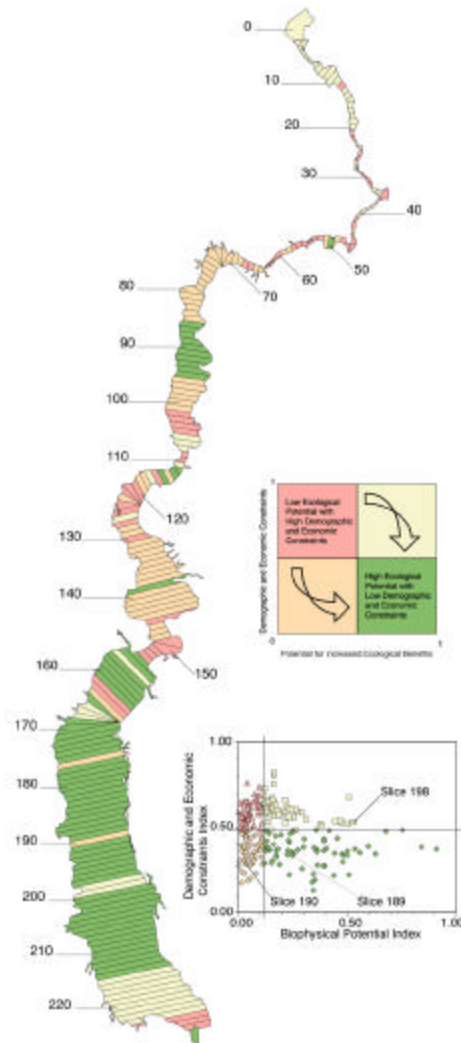 0
10
20
30
40
50
60
70
80
90
100
110
120
130
140
150
160
170
180
190
200
210
220
1
Low Ecological
Potential with
High Demographic
and Economic
Constraints
High Ecological
Potential with
Low Demographic
and Economic
Constraints
Demographic and Economic Constraints
0
1
Potential for Increased Ecological Benefits
1.00
0.50
0.00
Demographic and Economic
Constraints Index
Slice 198
Slice 190
Slice 189
0.00
0.50
1.00
Biophysical Potential Index